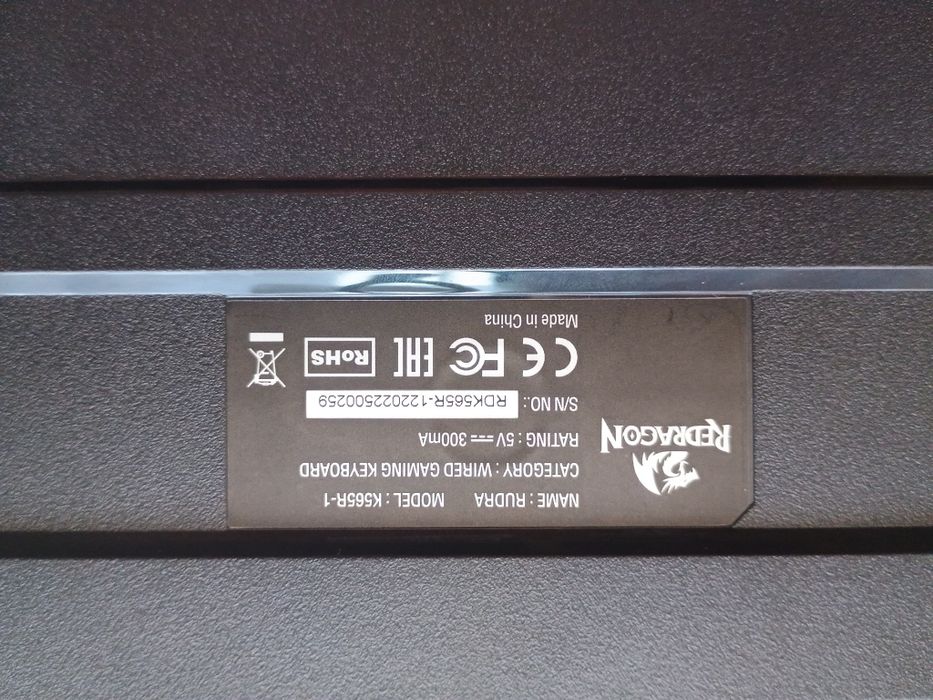 REDRAGON
NAME : RUDRA MODEL : K565R-1
CATEGORY : WIRED GAMING KEYBOARD
RATING : 5V 300mA
S/N NO.: RDK565R-122022500259
CE FC EAC RoHS
Made in China